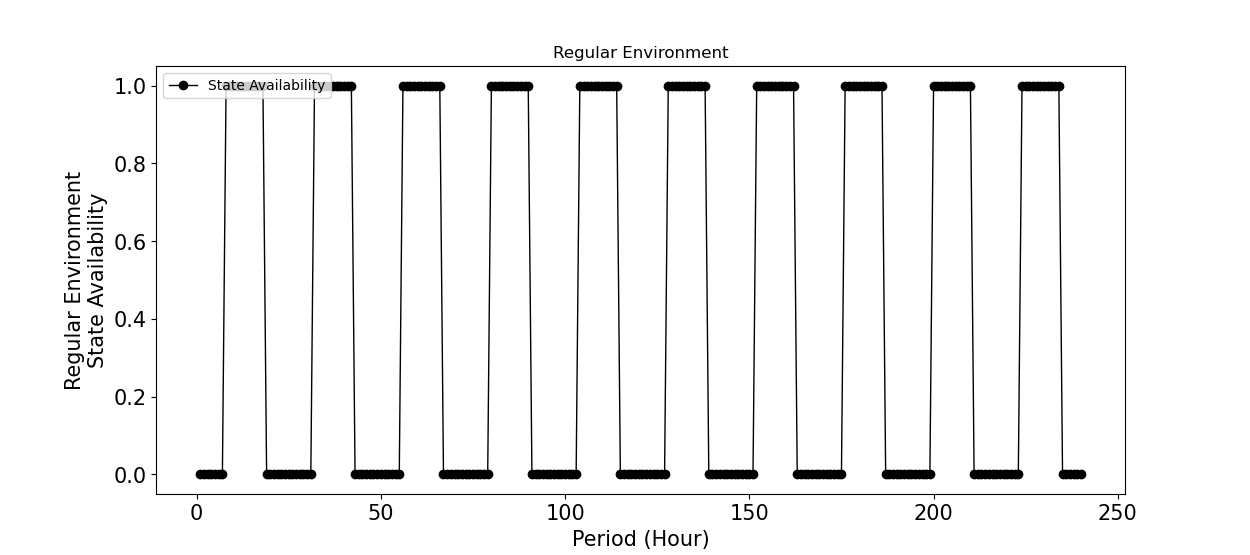 Regular Environment
State Availability
Regular Environment
State Availability
1.0
0.8
0.6
0.4
0.2
0.0
0 50 100 150 200 250
Period (Hour)